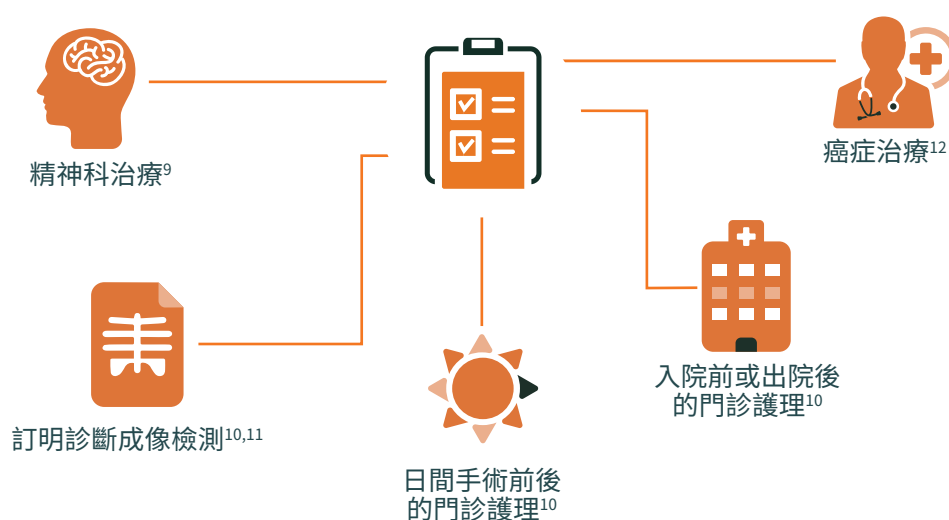 精神科治療⁹
癌症治療¹²
訂明診斷成像檢測¹⁰,¹¹
入院前或出院後
的門診護理¹⁰
日間手術前後
的門診護理¹⁰